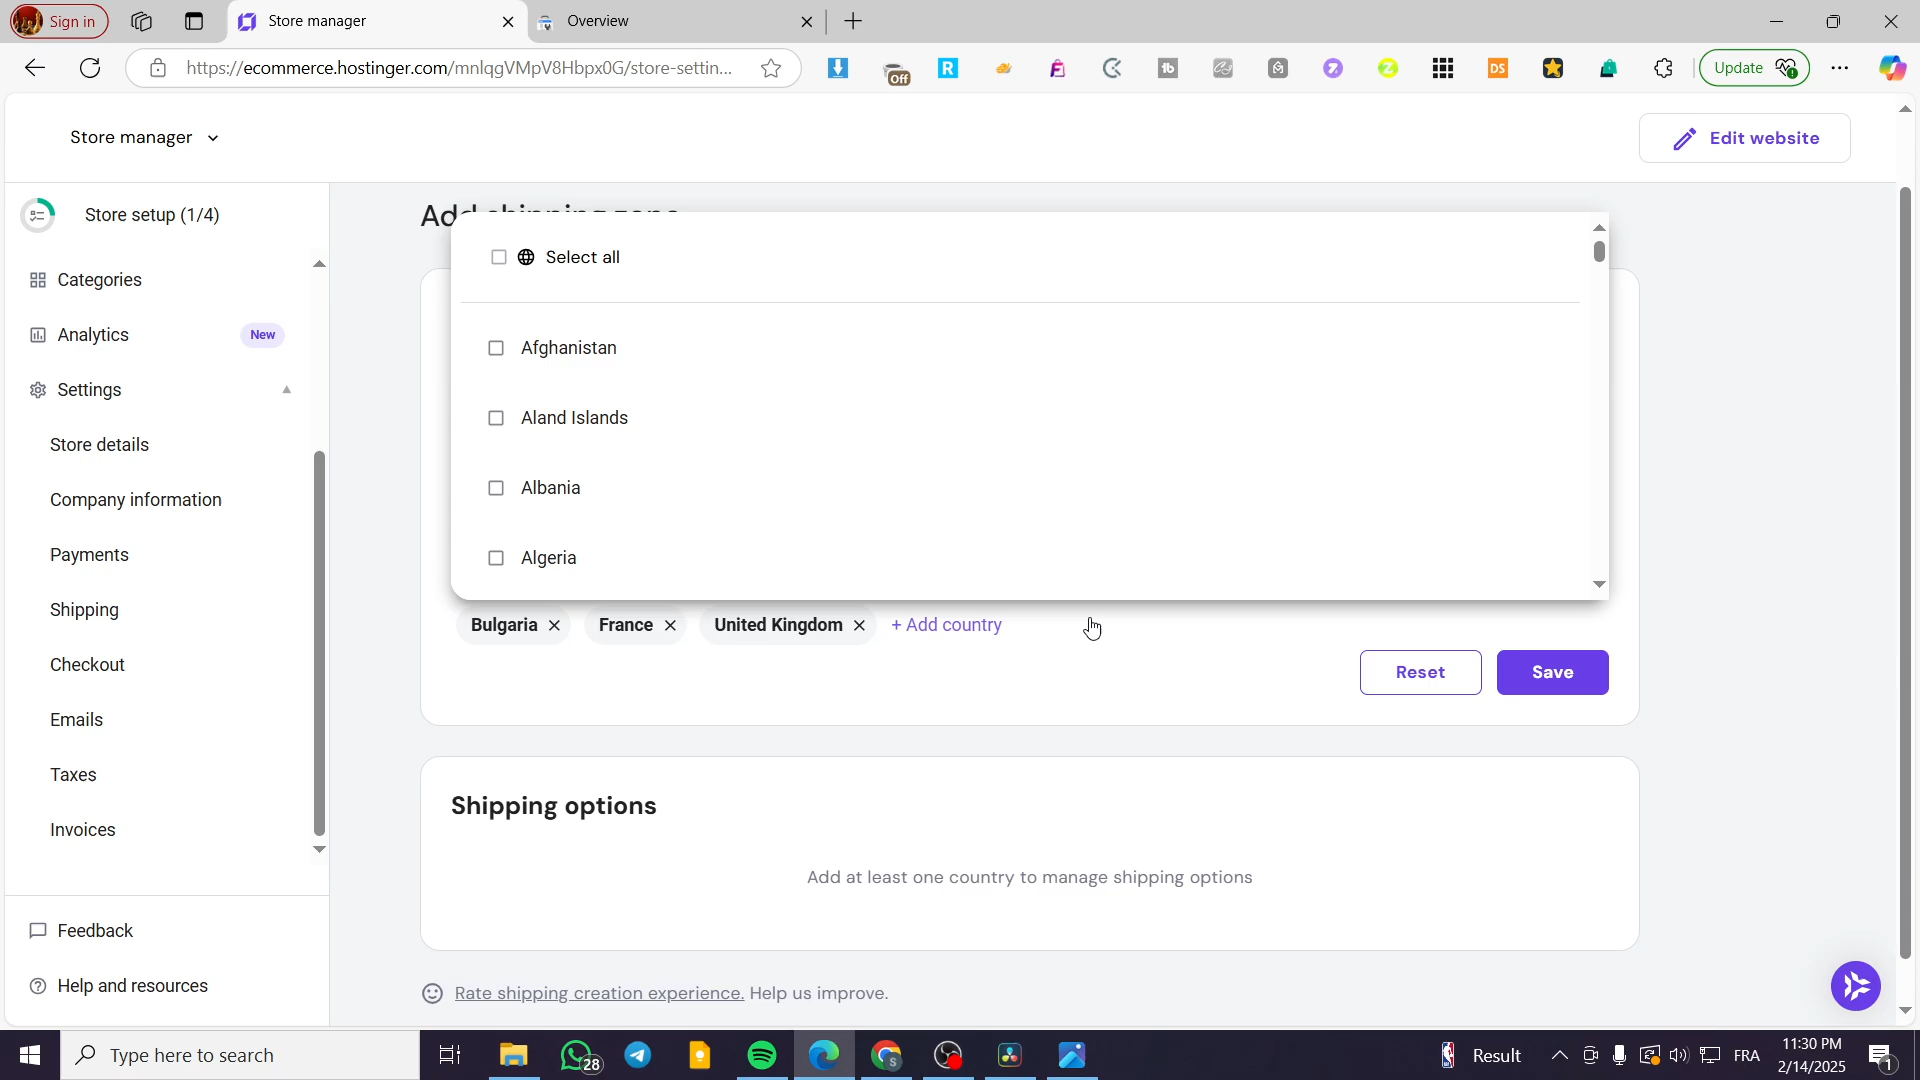 Sign in
Store manager
Overview
https://ecommerce.hostinger.com/mnlqgVMpV8Hbpx0G/store-settin...
Off
Update
Store manager
Edit website
Store setup (1/4)
Categories
Analytics
New
Settings
Store details
Company information
Payments
Shipping
Checkout
Emails
Taxes
Invoices
Feedback
Help and resources
Select all
Afghanistan
Aland Islands
Albania
Algeria
Bulgaria
France
United Kingdom
+ Add country
Reset
Save
Shipping options
Add at least one country to manage shipping options
Rate shipping creation experience. Help us improve.
Type here to search
28
Result
FRA
11:30 PM
2/14/2025
1